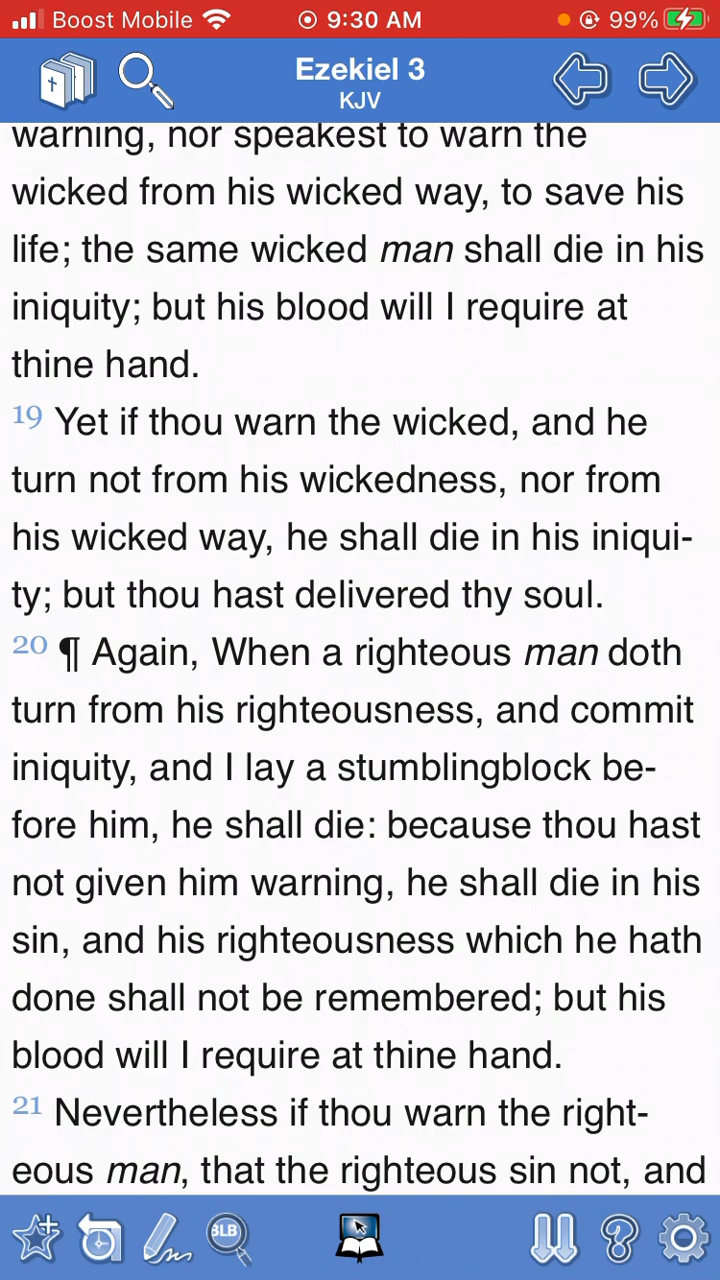 Boost Mobile 9:30 AM 99%
Ezekiel 3
KJV
warning, nor speakest to warn the
wicked from his wicked way, to save his
life; the same wicked man shall die in his
iniquity; but his blood will I require at
thine hand.
19 Yet if thou warn the wicked, and he
turn not from his wickedness, nor from
his wicked way, he shall die in his iniqui-
ty; but thou hast delivered thy soul.
20 ¶ Again, When a righteous man doth
turn from his righteousness, and commit
iniquity, and I lay a stumblingblock be-
fore him, he shall die: because thou hast
not given him warning, he shall die in his
sin, and his righteousness which he hath
done shall not be remembered; but his
blood will I require at thine hand.
21 Nevertheless if thou warn the right-
eous man, that the righteous sin not, and
BLB